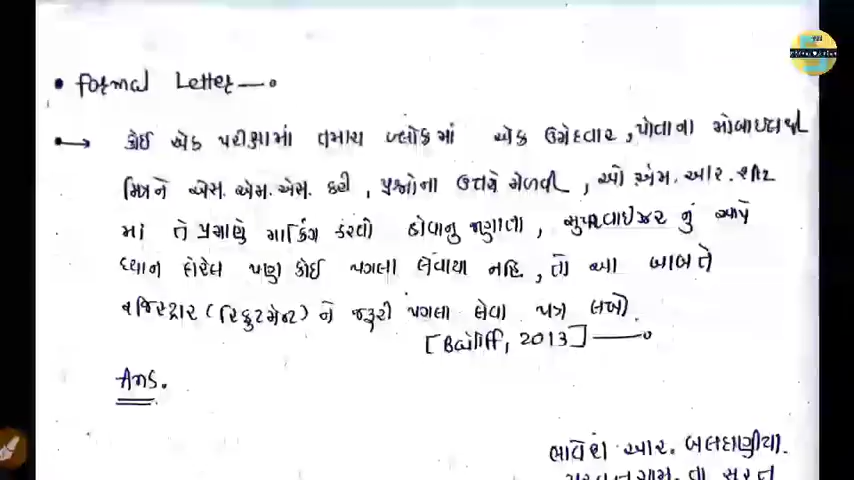 • Formal Letter —∘
→ કોઈ એક પરીક્ષામાં તમારા બ્લોકમાં એક ઉમેદવાર, પોતાના મોબાઇલથી
મિત્રને એસ. એમ. એસ. કરી, પ્રશ્નોના ઉત્તરો મેળવી, ઓ.એમ. આર. શીટ
માં તે પ્રમાણે માર્કિંગ કરતો હોવાનું જણાતા, સુપરવાઈઝરનું આપે
ધ્યાન દોરેલ પણ કોઈ પગલા લેવાયા નહિ, તો આ બાબતે
રજિસ્ટ્રાર (રિક્રુટમેન્ટ) ને જરૂરી પગલા લેવા પત્ર લખો.
[Bailiff, 2013] —∘
Ans.
ભાવેશ આર. બલદાણીયા.